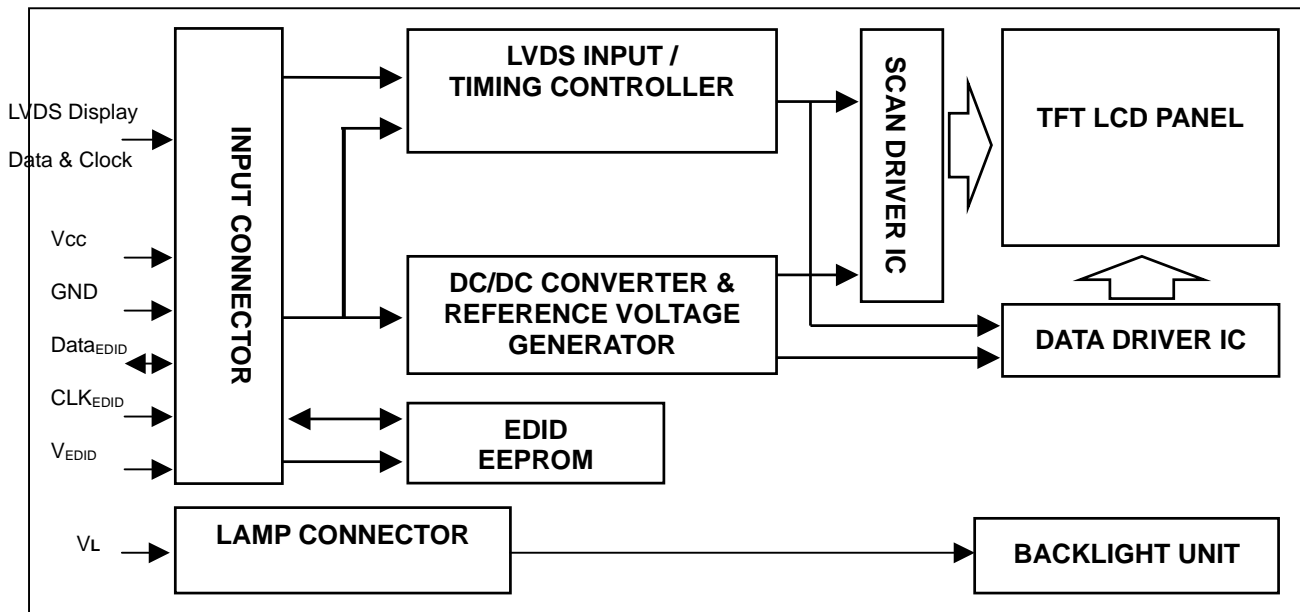 LVDS Display
Data & Clock
Vcc
GND
DataEDID
CLKEDID
VEDID
VL
INPUT CONNECTOR
LVDS INPUT /
TIMING CONTROLLER
DC/DC CONVERTER &
REFERENCE VOLTAGE
GENERATOR
EDID
EEPROM
LAMP CONNECTOR
SCAN DRIVER IC
TFT LCD PANEL
DATA DRIVER IC
BACKLIGHT UNIT